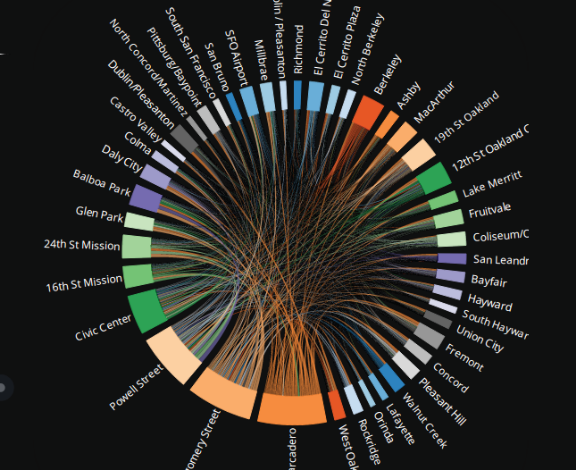 Richmond
El Cerrito Del N
El Cerrito Plaza
North Berkeley
Berkeley
Ashby
MacArthur
19th St Oakland
12th St Oakland C
Lake Merritt
Fruitvale
Coliseum/C
San Leandr
Bayfair
Hayward
South Haywar
Union City
Fremont
Concord
Pleasant Hill
Walnut Creek
Lafayette
Orinda
Rockridge
West Oak
rcadero
omery Street
Powell Street
Civic Center
16th St Mission
24th St Mission
Glen Park
Balboa Park
Daly City
Colma
Castro Valley
Dublin/Pleasanton
North Concord/Martinez
Pittsburg/Baypoint
South San Francisco
San Bruno
SFO Airport
Millbrae
lin / Pleasanton